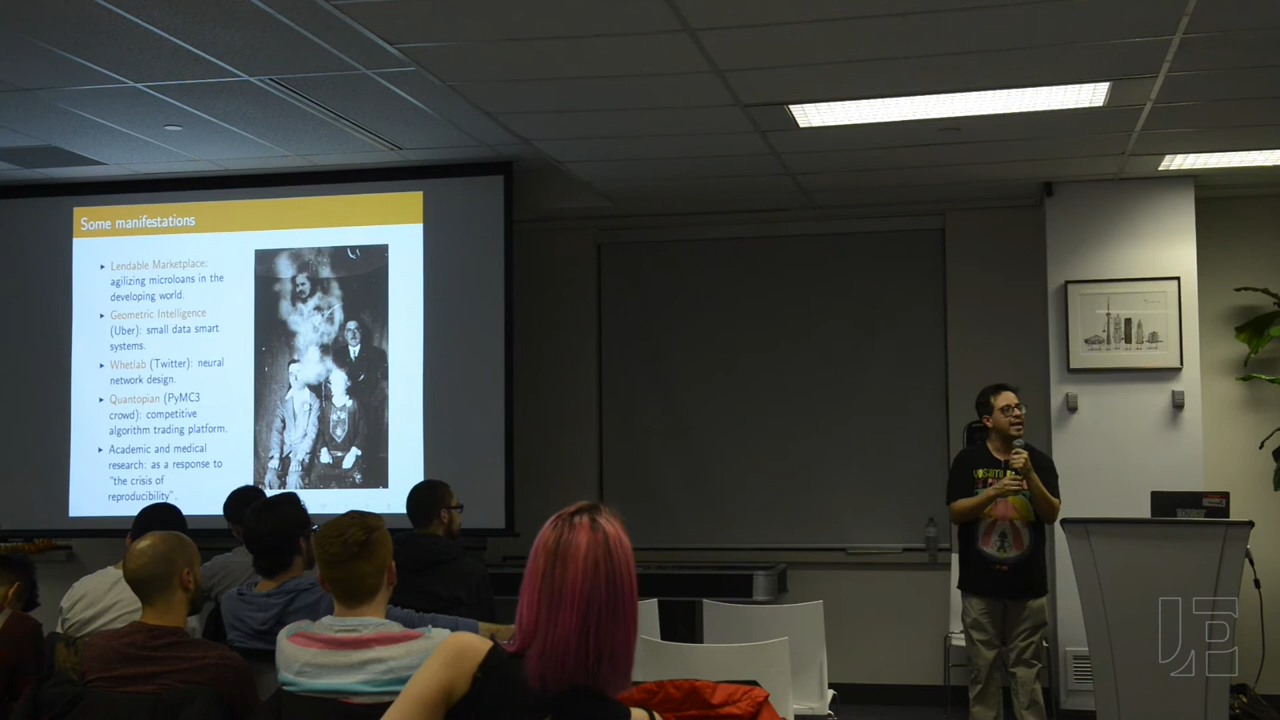 Some manifestations
Lendable Marketplace:
agilizing microloans in the
developing world.
Geometric Intelligence
(Uber): small data smart
systems.
Whetlab (Twitter): neural
network design.
Quantopian (PyMC3
crowd): competitive
algorithm trading platform.
Academic and medical
research: as a response to
"the crisis of
reproducibility".